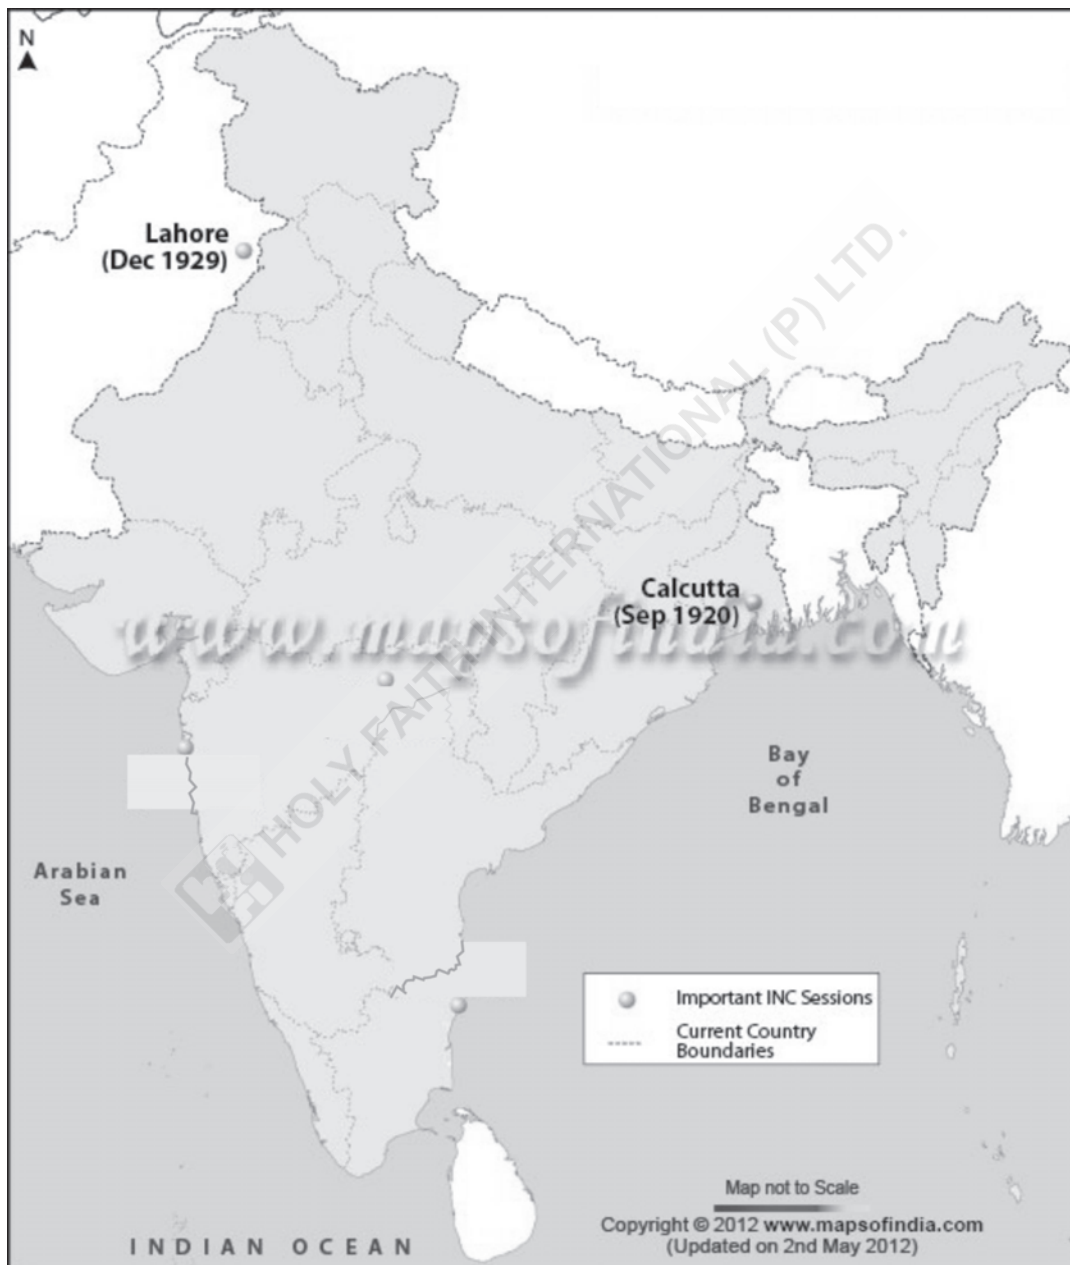 N
Lahore
(Dec 1929)
HOLY FAITH INTERNATIONAL (P) LTD.
Calcutta
(Sep 1920)
www.mapsofindia.com
Bay
of
Bengal
Arabian
Sea
Important INC Sessions
Current Country
Boundaries
Map not to Scale
Copyright © 2012 www.mapsofindia.com
(Updated on 2nd May 2012)
INDIAN OCEAN